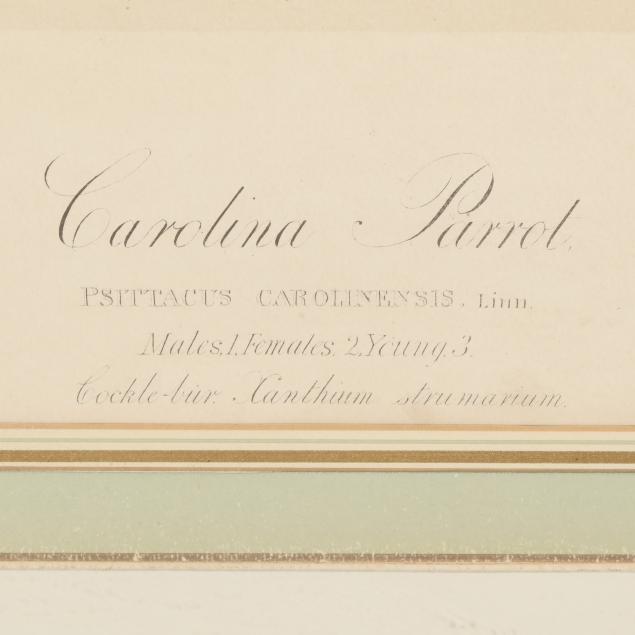 Carolina Parrot.
PSITTACUS CAROLINENSIS. Linn.
Males,1.Females, 2.Young,3.
Cockle-bur. Xanthium strumarium.